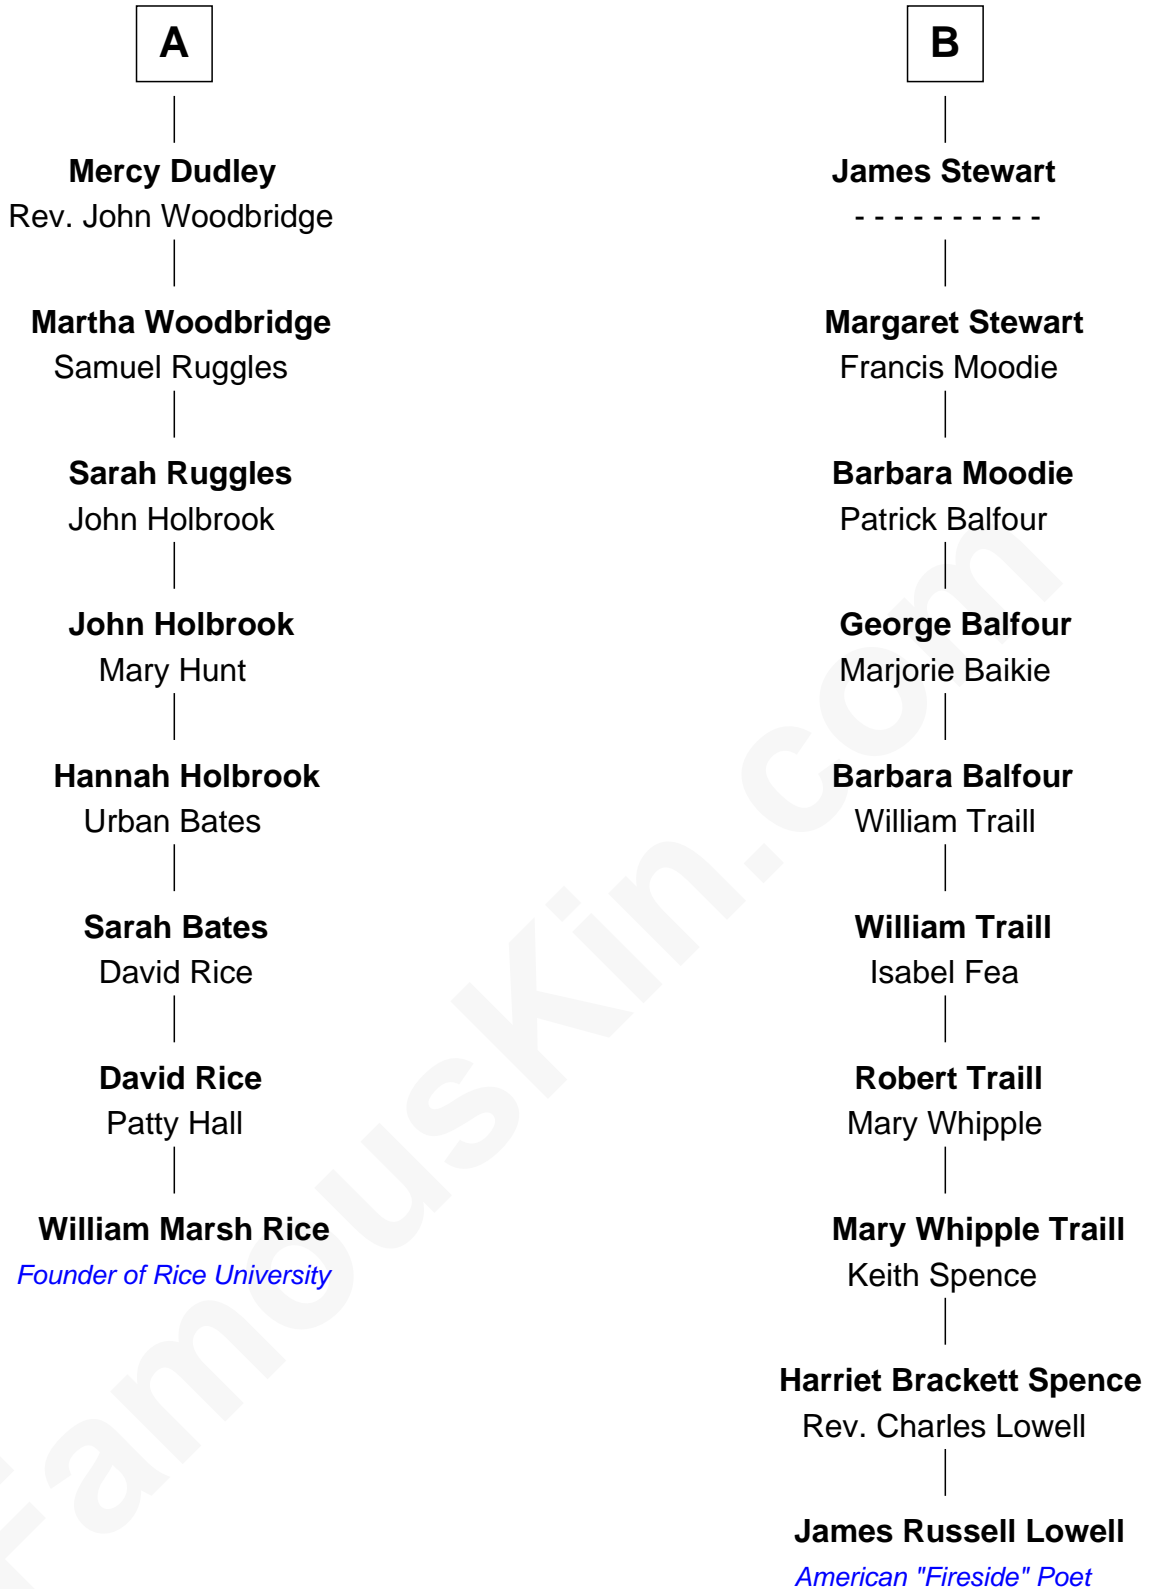 A
Mercy Dudley
Rev. John Woodbridge
Martha Woodbridge
Samuel Ruggles
Sarah Ruggles
John Holbrook
John Holbrook
Mary Hunt
Hannah Holbrook
Urban Bates
Sarah Bates
David Rice
David Rice
Patty Hall
William Marsh Rice
Founder of Rice University
B
James Stewart
- - - - - - - - - -
Margaret Stewart
Francis Moodie
Barbara Moodie
Patrick Balfour
George Balfour
Marjorie Baikie
Barbara Balfour
William Traill
William Traill
Isabel Fea
Robert Traill
Mary Whipple
Mary Whipple Traill
Keith Spence
Harriet Brackett Spence
Rev. Charles Lowell
James Russell Lowell
American "Fireside" Poet
FamousKin.com